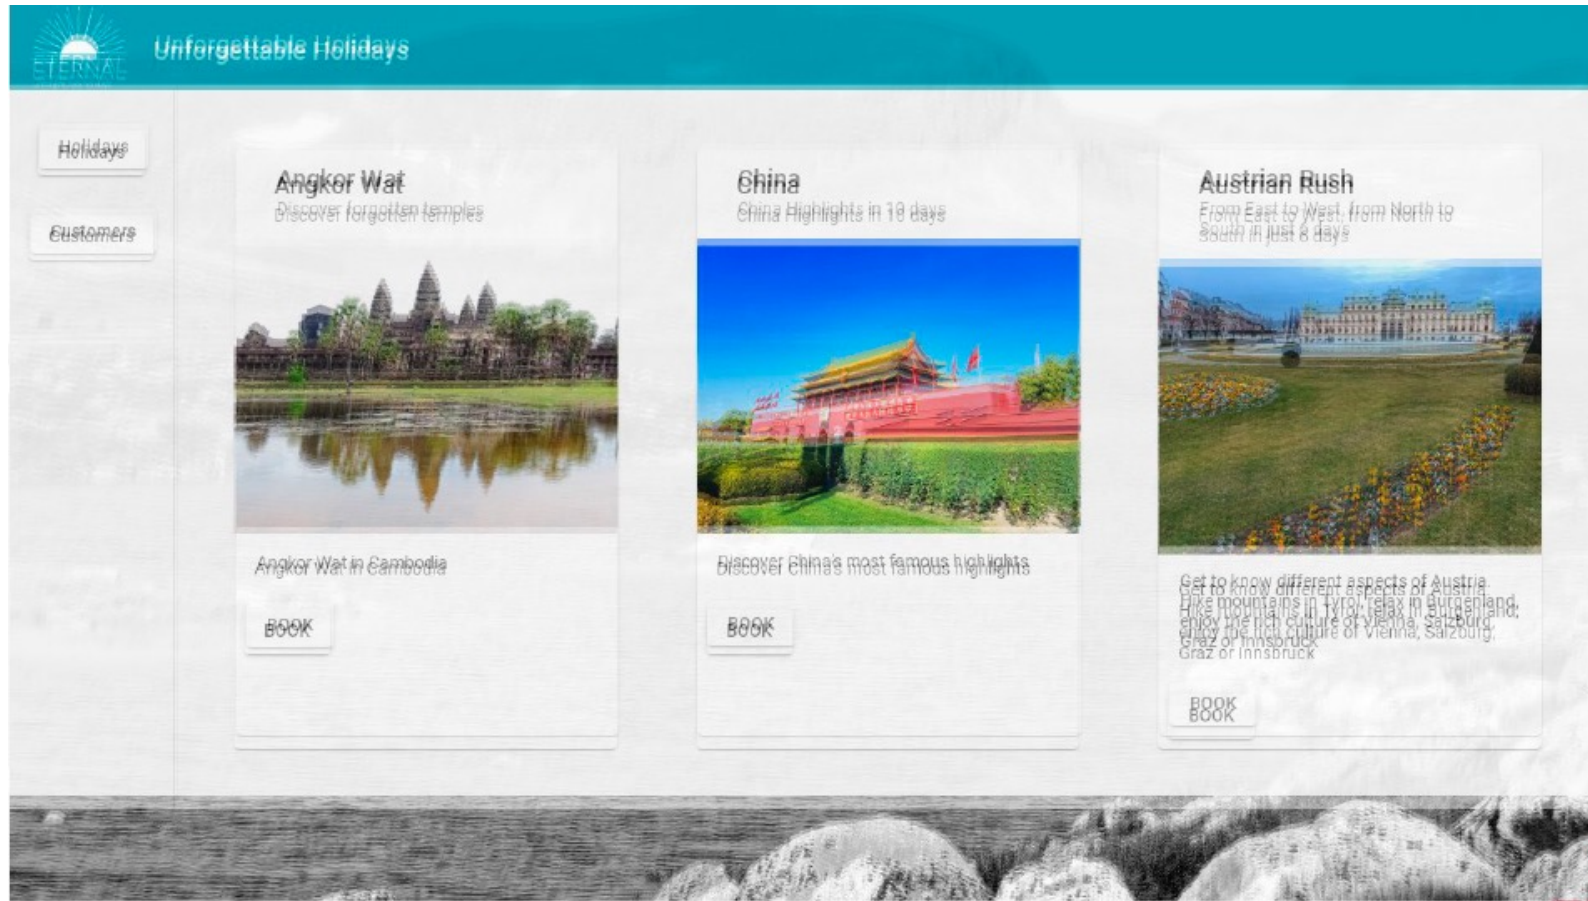 ETERNAL
Unforgettable Holidays
Holidays
Customers
Angkor Wat
Discover forgotten temples
Angkor Wat in Cambodia
BOOK
China
China Highlights in 10 days
Discover China's most famous highlights
BOOK
Austrian Rush
From East to West, from North to
South in just 6 days
Get to know different aspects of Austria.
Hike mountains in Tyrol, relax in Burgenland,
enjoy the rich culture of Vienna, Salzburg,
Graz or Innsbruck
BOOK